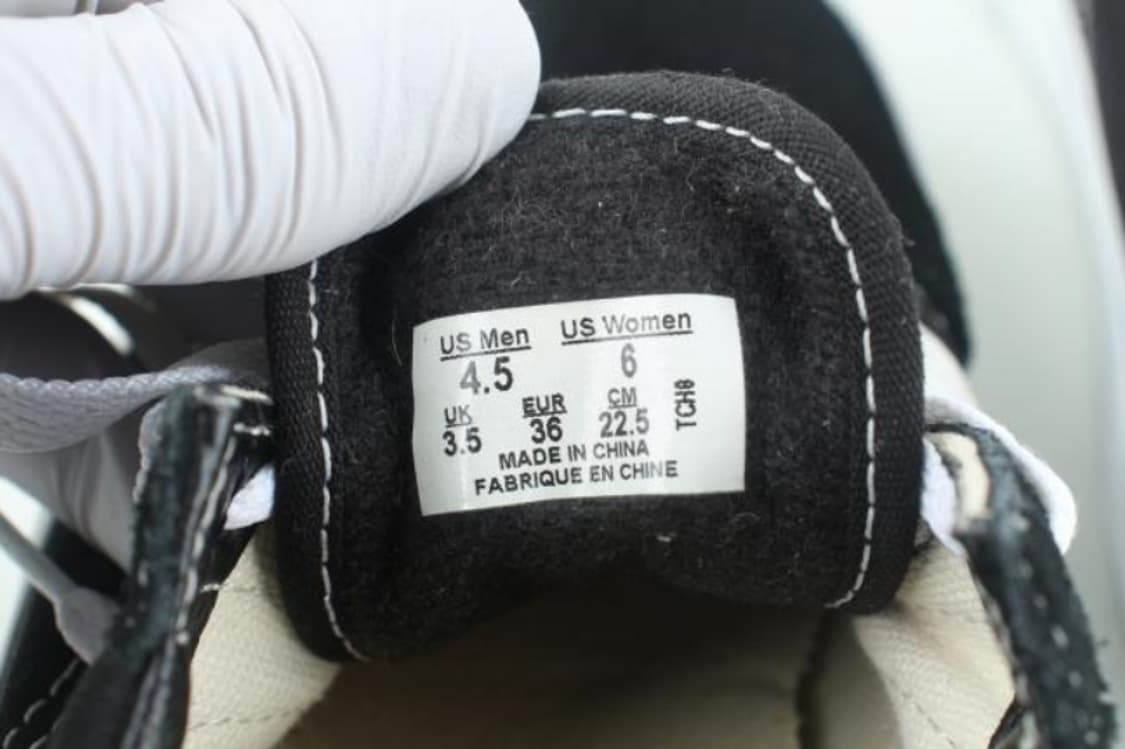 US Men US Women
4.5 6
UK EUR CM
3.5 36 22.5
MADE IN CHINA
FABRIQUE EN CHINE
TCH8